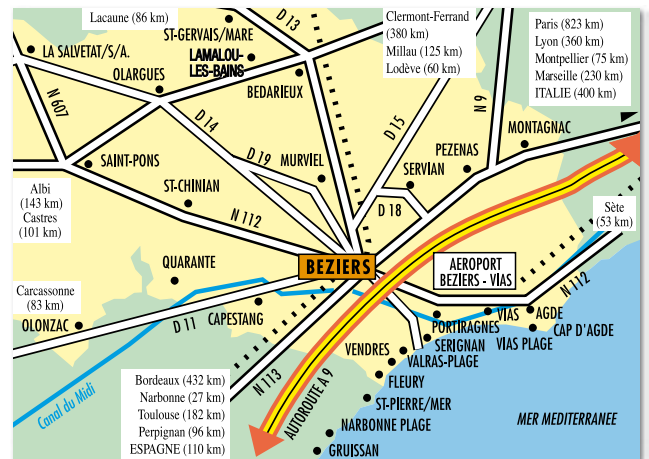 Lacaune (86 km)
D 13
ST-GERVAIS/MARE
LA SALVETAT/S/A.
LAMALOU-
LES-BAINS
OLARGUES
BEDARIEUX
Clermont-Ferrand
(380 km)
Millau (125 km)
Lodève (60 km)
Paris (823 km)
Lyon (360 km)
Montpellier (75 km)
Marseille (230 km)
ITALIE (400 km)
N 607
D 14
D 15
N 9
MONTAGNAC
SAINT-PONS
D 19
MURVIEL
SERVIAN
PEZENAS
Albi
(143 km)
Castres
(101 km)
ST-CHINIAN
N 112
D 18
Sète
(53 km)
QUARANTE
BEZIERS
AEROPORT
BEZIERS - VIAS
N 112
Carcassonne
(83 km)
OLONZAC
D 11
CAPESTANG
VIAS
AGDE
PORTIRAGNES
CAP D'AGDE
SERIGNAN
VIAS PLAGE
VENDRES
VALRAS-PLAGE
Canal du Midi
Bordeaux (432 km)
Narbonne (27 km)
Toulouse (182 km)
Perpignan (96 km)
ESPAGNE (110 km)
N 113
AUTOROUTE A 9
FLEURY
ST-PIERRE/MER
NARBONNE PLAGE
GRUISSAN
MER MEDITERRANEE